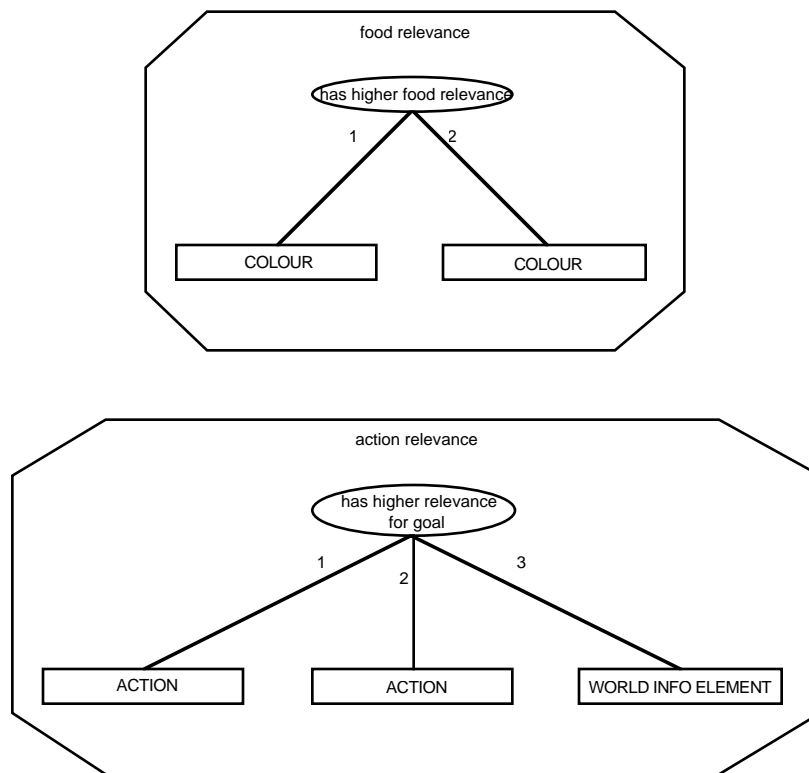 food relevance
has higher food relevance
1
2
COLOUR
COLOUR
action relevance
has higher relevance
for goal
1
2
3
ACTION
ACTION
WORLD INFO ELEMENT